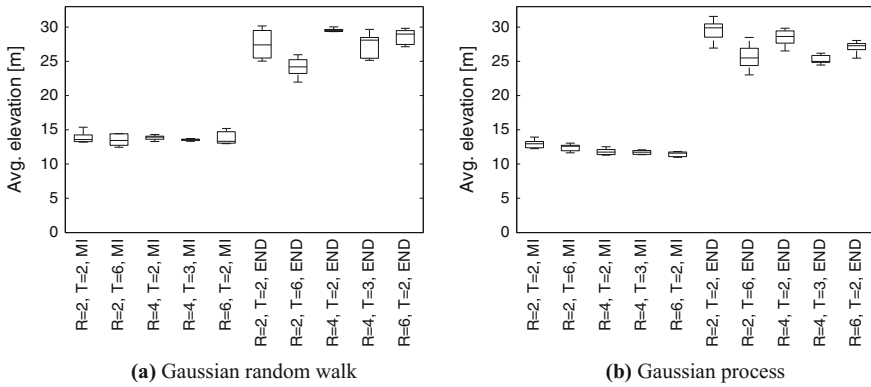 Avg. elevation [m]
35
30
25
20
15
10
5
0
R=2, T=2, MI
R=2, T=6, MI
R=4, T=2, MI
R=4, T=3, MI
R=6, T=2, MI
R=2, T=2, END
R=2, T=6, END
R=4, T=2, END
R=4, T=3, END
R=6, T=2, END
(a) Gaussian random walk
Avg. elevation [m]
35
30
25
20
15
10
5
0
R=2, T=2, MI
R=2, T=6, MI
R=4, T=2, MI
R=4, T=3, MI
R=6, T=2, MI
R=2, T=2, END
R=2, T=6, END
R=4, T=2, END
R=4, T=3, END
R=6, T=2, END
(b) Gaussian process